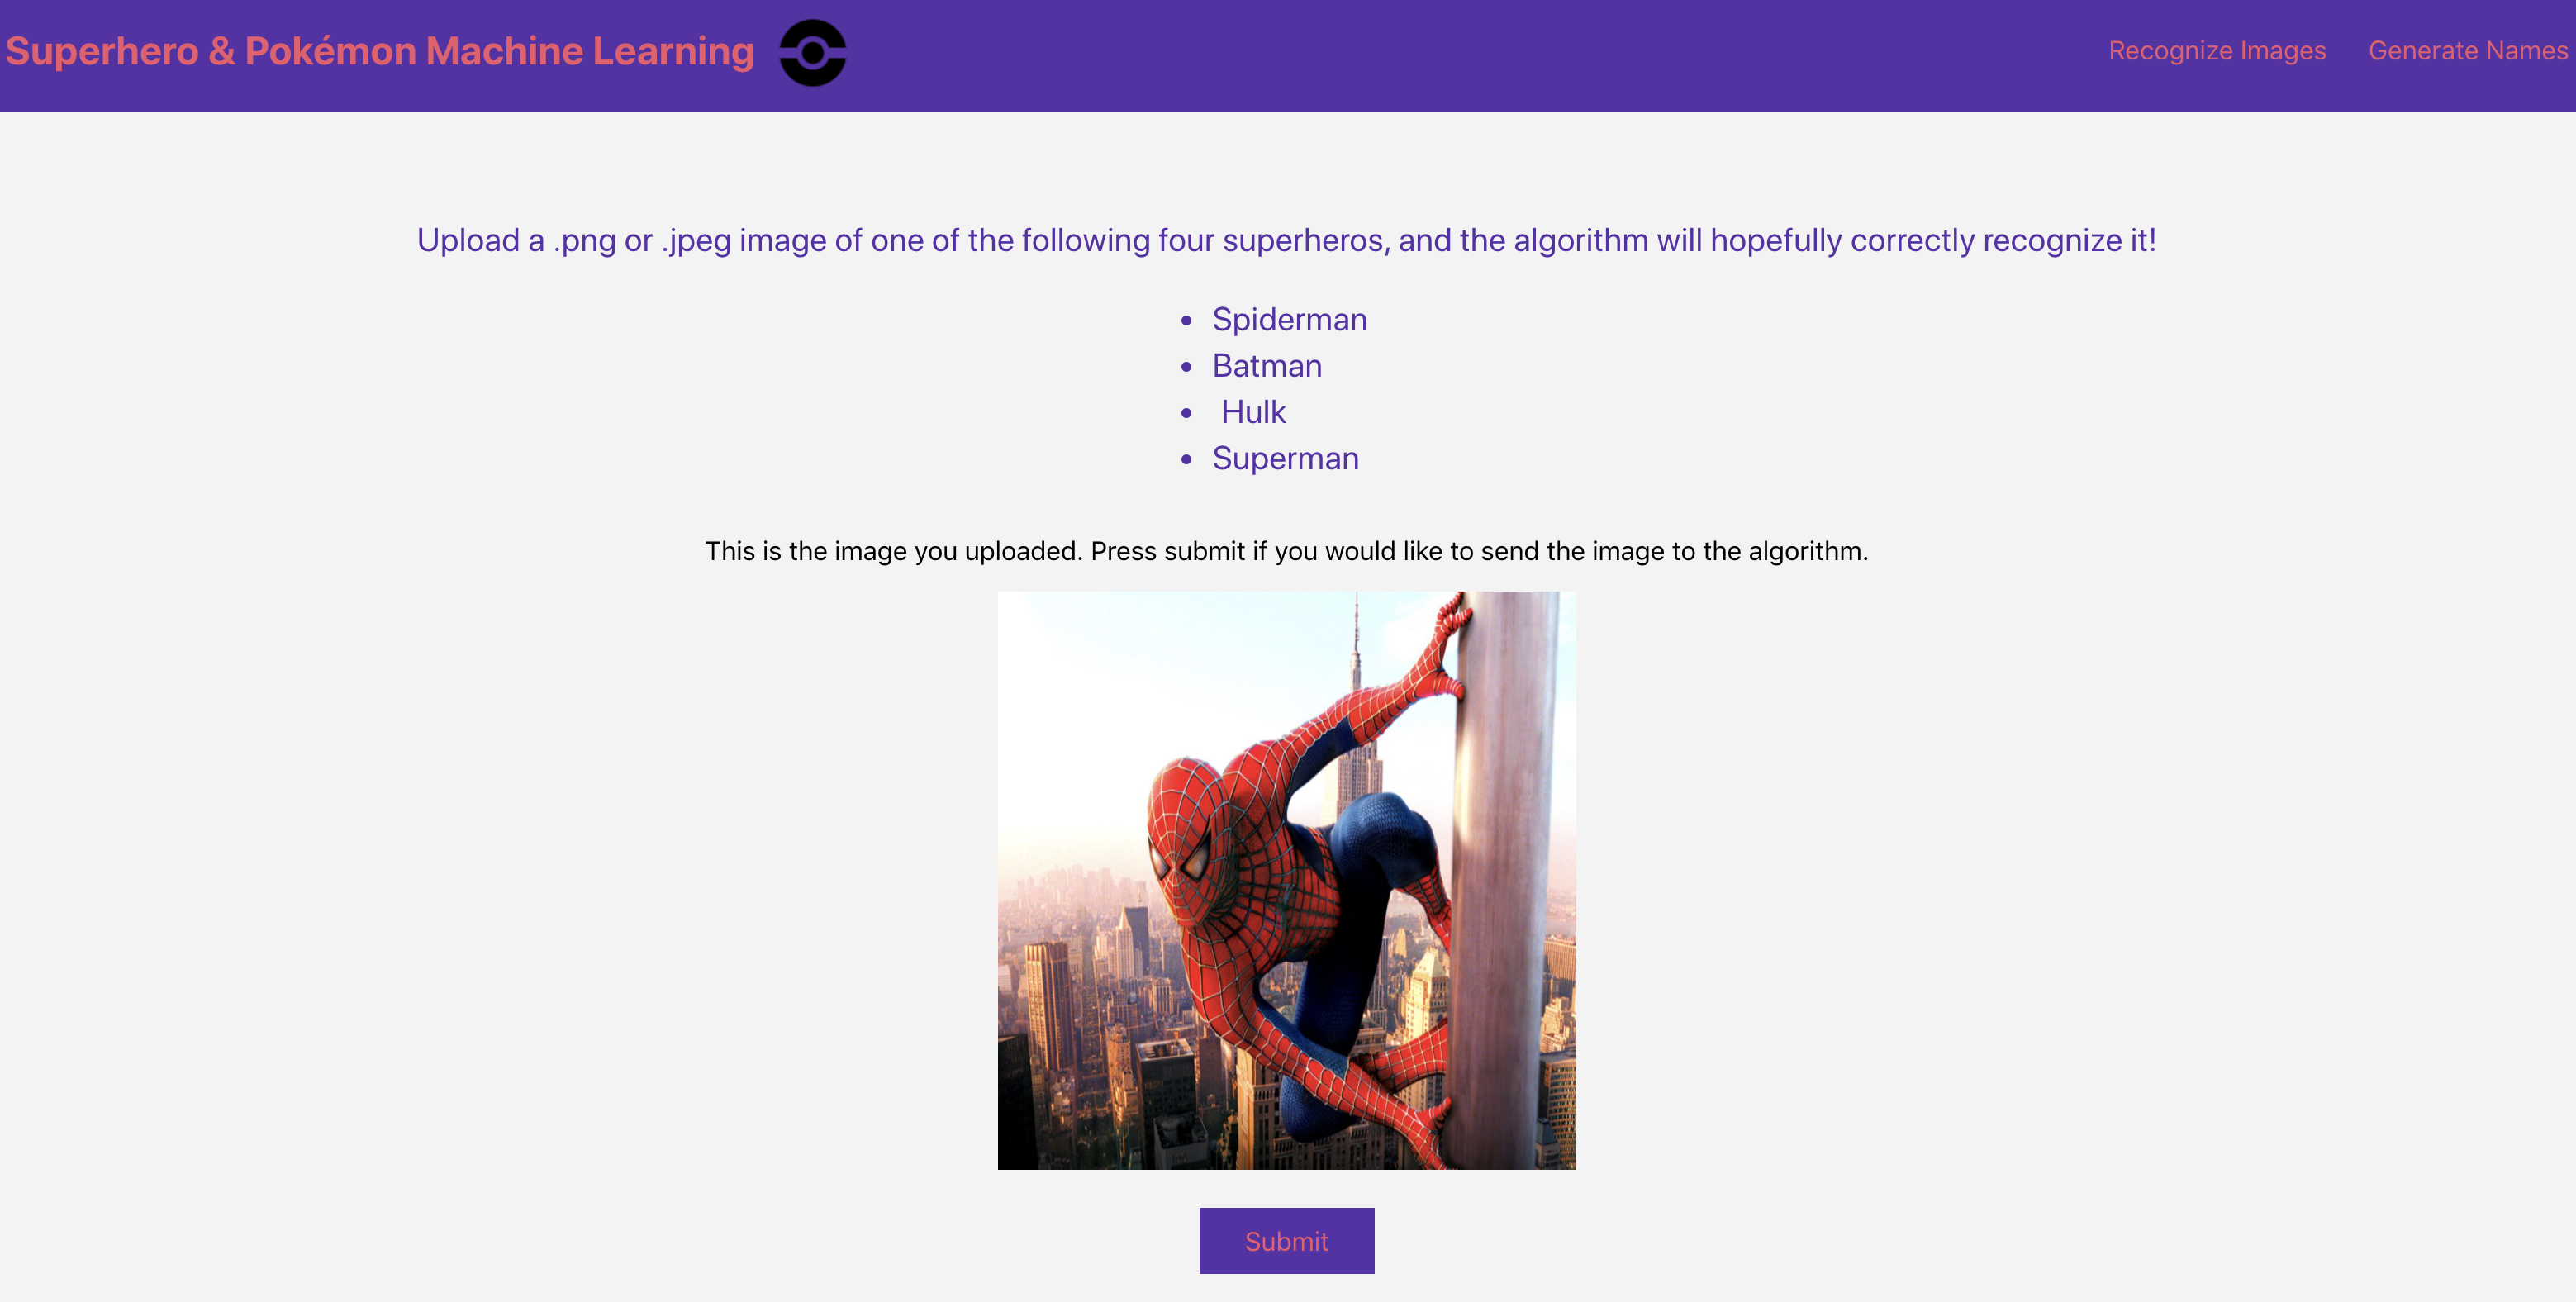 Superhero & Pokémon Machine Learning
Recognize Images
Generate Names
Upload a .png or .jpeg image of one of the following four superheros, and the algorithm will hopefully correctly recognize it!
• Spiderman
• Batman
• Hulk
• Superman
This is the image you uploaded. Press submit if you would like to send the image to the algorithm.
Submit